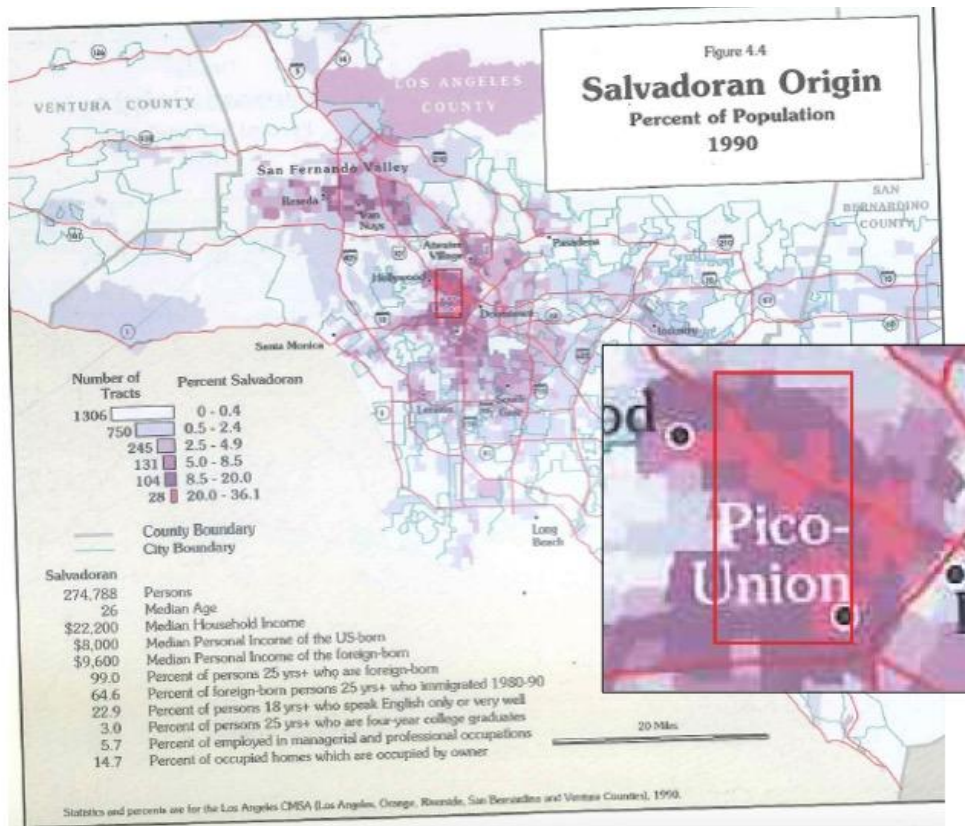 Figure 4.4
Salvadoran Origin
Percent of Population
1990
VENTURA COUNTY
LOS ANGELES
COUNTY
SAN
BERNARDINO
COUNTY
San Fernando Valley
Reseda
Van
Nuys
Atwater
Village
Pasadena
Hollywood
Pico-
Union
Downtown
Industry
Santa Monica
South
Gate
Long
Beach
Number of
Tracts
Percent Salvadoran
1306 0 - 0.4
750 0.5 - 2.4
245 2.5 - 4.9
131 5.0 - 8.5
104 8.5 - 20.0
28 20.0 - 36.1
County Boundary
City Boundary
Salvadoran
274,788 Persons
26 Median Age
$22,200 Median Household Income
$8,000 Median Personal Income of the US-born
$9,600 Median Personal Income of the foreign-born
99.0 Percent of persons 25 yrs+ who are foreign-born
64.6 Percent of foreign-born persons 25 yrs+ who immigrated 1980-90
22.9 Percent of persons 18 yrs+ who speak English only or very well
3.0 Percent of persons 25 yrs+ who are four-year college graduates
5.7 Percent of employed in managerial and professional occupations
14.7 Percent of occupied homes which are occupied by owner
20 Miles
Statistics and percents are for the Los Angeles CMSA (Los Angeles, Orange, Riverside, San Bernardino and Ventura Counties), 1990.
od
Pico-
Union